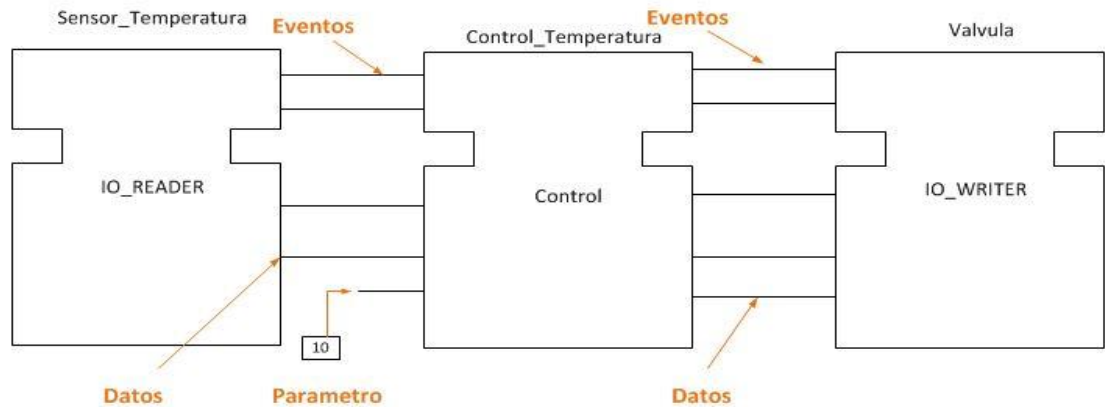 Sensor_Temperatura
Eventos
Control_Temperatura
Eventos
Valvula
IO_READER
Control
IO_WRITER
10
Datos
Parametro
Datos